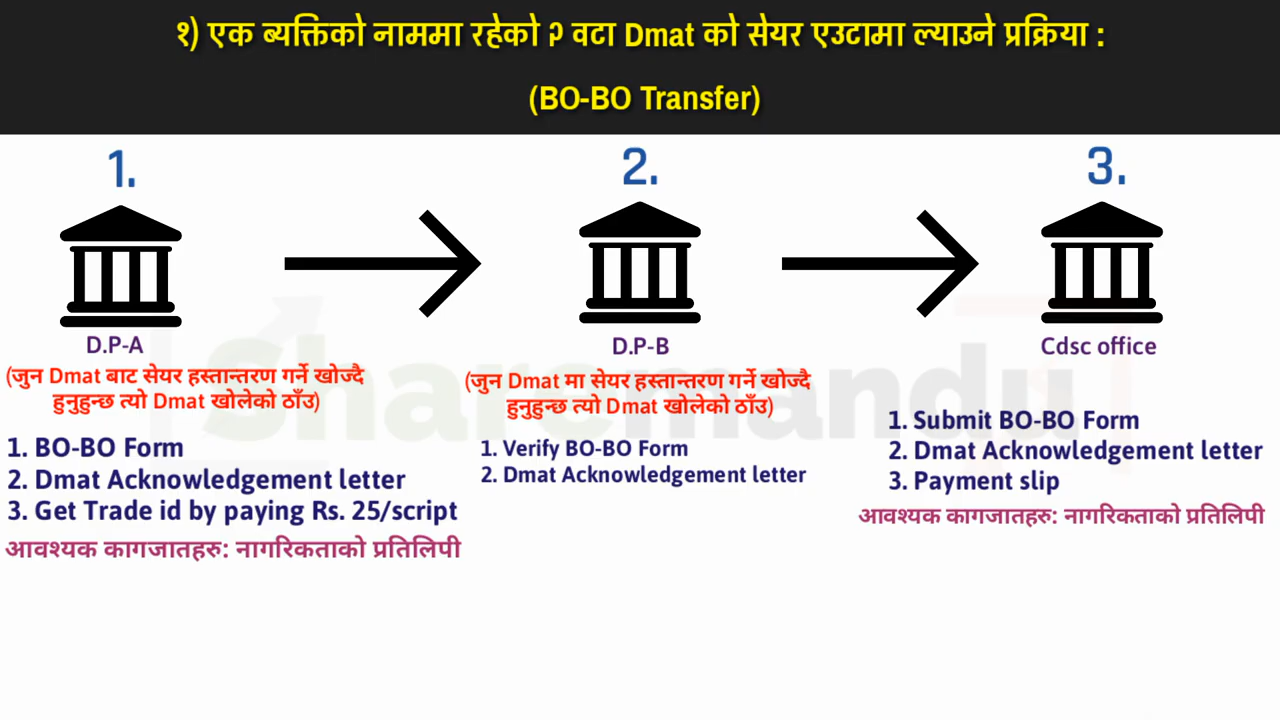 १) एक ब्यक्तिको नाममा रहेको २ वटा Dmat को सेयर एउटामा ल्याउने प्रक्रिया :
(BO-BO Transfer)
1.
D.P-A
(जुन Dmat बाट सेयर हस्तान्तरण गर्ने खोज्दै
हुनुहुन्छ त्यो Dmat खोलेको ठाँउ)
1. BO-BO Form
2. Dmat Acknowledgement letter
3. Get Trade id by paying Rs. 25/script
आवश्यक कागजातहरु: नागरिकताको प्रतिलिपी
2.
D.P-B
(जुन Dmat मा सेयर हस्तान्तरण गर्ने खोज्दै
हुनुहुन्छ त्यो Dmat खोलेको ठाँउ)
1. Verify BO-BO Form
2. Dmat Acknowledgement letter
3.
Cdsc office
1. Submit BO-BO Form
2. Dmat Acknowledgement letter
3. Payment slip
आवश्यक कागजातहरु: नागरिकताको प्रतिलिपी
Sharemandu